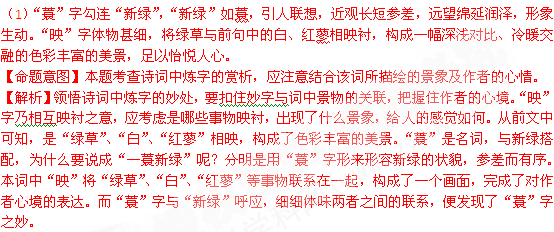 （1）“蓑”字勾连“新绿”，“新绿”如蓑，引人联想，近观长短参差，远望绵延润泽，形象
生动。“映”字体物甚细，将绿草与前句中的白、红蓼相映衬，构成一幅深浅对比、冷暖交
融的色彩丰富的美景，足以怡悦人心。
【命题意图】本题考查诗词中炼字的赏析，应注意结合该词所描绘的景象及作者的心情。
【解析】领悟诗词中炼字的妙处，要扣住妙字与词中景物的关联，把握住作者的心境。“映”
字乃相互映衬之意，应考虑是哪些事物映衬，出现了什么景象，给人的感觉如何。从前文中
可知，是“绿草”、“白”、“红蓼”相映，构成了色彩丰富的美景。“蓑”是名词，与新绿搭
配，为什么要说成“一蓑新绿”呢？分明是用“蓑”字形来形容新绿的状貌，参差而有序。
本词中“映”将“绿草”、“白”、“红蓼”等事物联系在一起，构成了一个画面，完成了对作
者心境的表达。而“蓑”字与“新绿”呼应，细细体味两者之间的联系，便发现了“蓑”字
之妙。